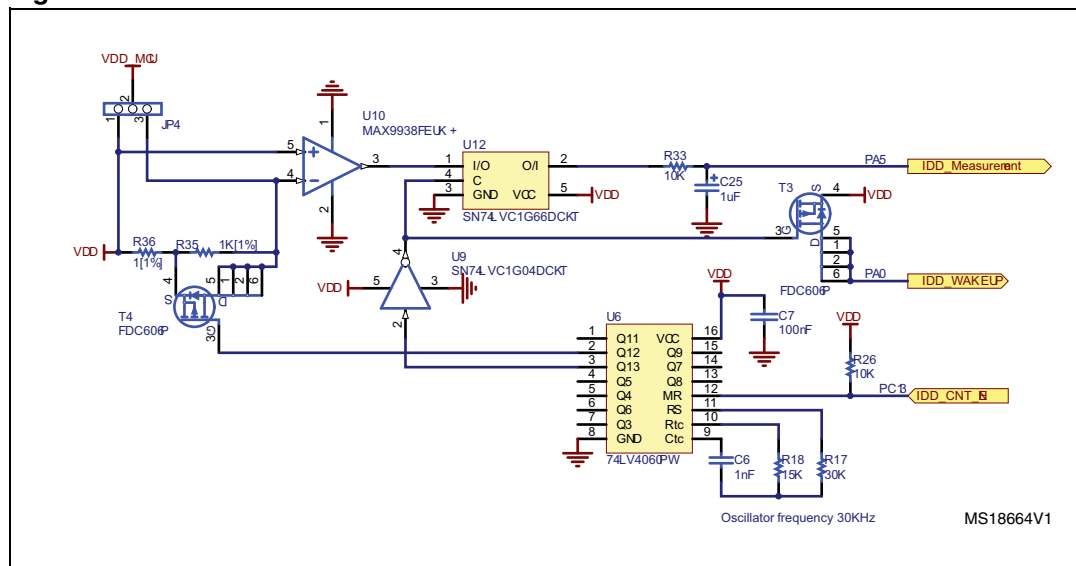 VDD_MCU
2
1
3
JP4
U10
MAX9938FEUK +
1
5
+
4
-
3
2
U12
1 I/O O/I 2
4 C
3 GND VCC 5
SN74LVC1G66DCKT
VDD
R33
10K
C25
+
1uF
PA5
IDD_Measurement
T3
S
4
VDD
3
G
D
5
1
2
6
FDC606P
PA0
IDD_WAKEUP
VDD
R36
1[1%]
R35
1K[1%]
4
S
5
1
2
6
D
T4
FDC606P
3
G
U9
SN74LVC1G04DCKT
4
VDD
5
3
2
U6
1 Q11 VCC 16
2 Q12 Q9 15
3 Q13 Q7 14
4 Q5 Q8 13
5 Q4 MR 12
6 Q6 RS 11
7 Q3 Rtc 10
8 GND Ctc 9
74LV4060PW
VDD
C7
100nF
VDD
R26
10K
PC13
IDD_CNT_EN
C6
1nF
R18
15K
R17
30K
Oscillator frequency 30KHz
MS18664V1